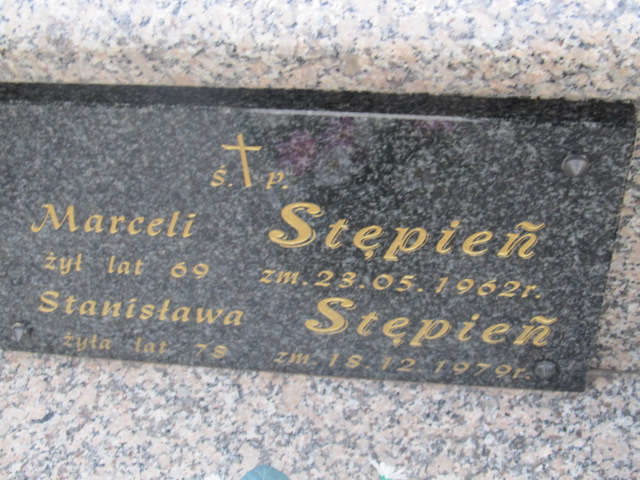 ś. p.
Marceli Stępień
żył lat 69 zm. 23.05.1962r.
Stanisława Stępień
żyła lat 78 zm. 18.12.1979r.